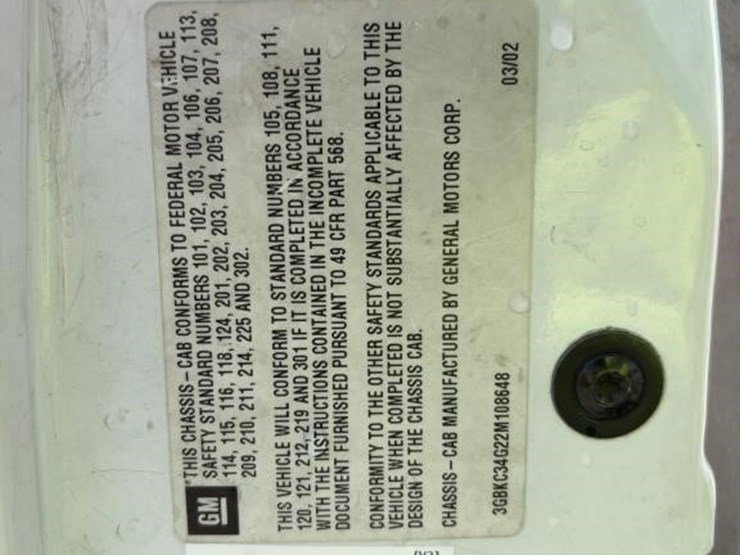 GM
"THIS CHASSIS-CAB CONFORMS TO FEDERAL MOTOR VEHICLE
SAFETY STANDARD NUMBERS 101, 102, 103, 104, 106, 107, 113,
114, 115, 116, 118, 124, 201, 202, 203, 204, 205, 206, 207, 208,
209, 210, 211, 214, 225 AND 302.
THIS VEHICLE WILL CONFORM TO STANDARD NUMBERS 105, 108, 111,
120, 121, 212, 219 AND 301 IF IT IS COMPLETED IN ACCORDANCE
WITH THE INSTRUCTIONS CONTAINED IN THE INCOMPLETE VEHICLE
DOCUMENT FURNISHED PURSUANT TO 49 CFR PART 568.
CONFORMITY TO THE OTHER SAFETY STANDARDS APPLICABLE TO THIS
VEHICLE WHEN COMPLETED IS NOT SUBSTANTIALLY AFFECTED BY THE
DESIGN OF THE CHASSIS CAB.
CHASSIS-CAB MANUFACTURED BY GENERAL MOTORS CORP.
3GBKC34G22M108648 03/02